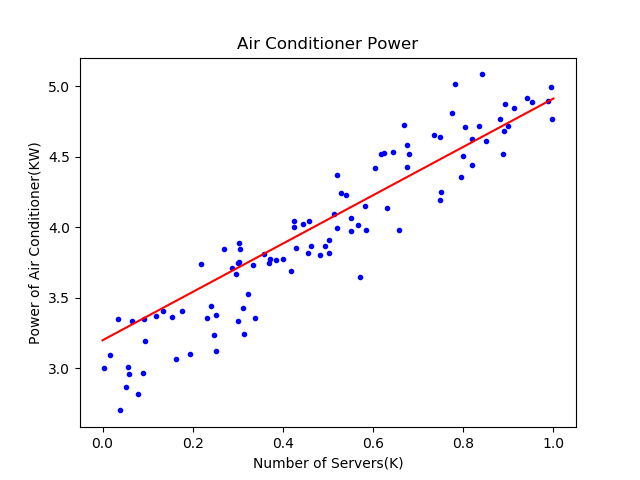 Air Conditioner Power
5.0
4.5
4.0
3.5
3.0
Power of Air Conditioner(KW)
0.0 0.2 0.4 0.6 0.8 1.0
Number of Servers(K)